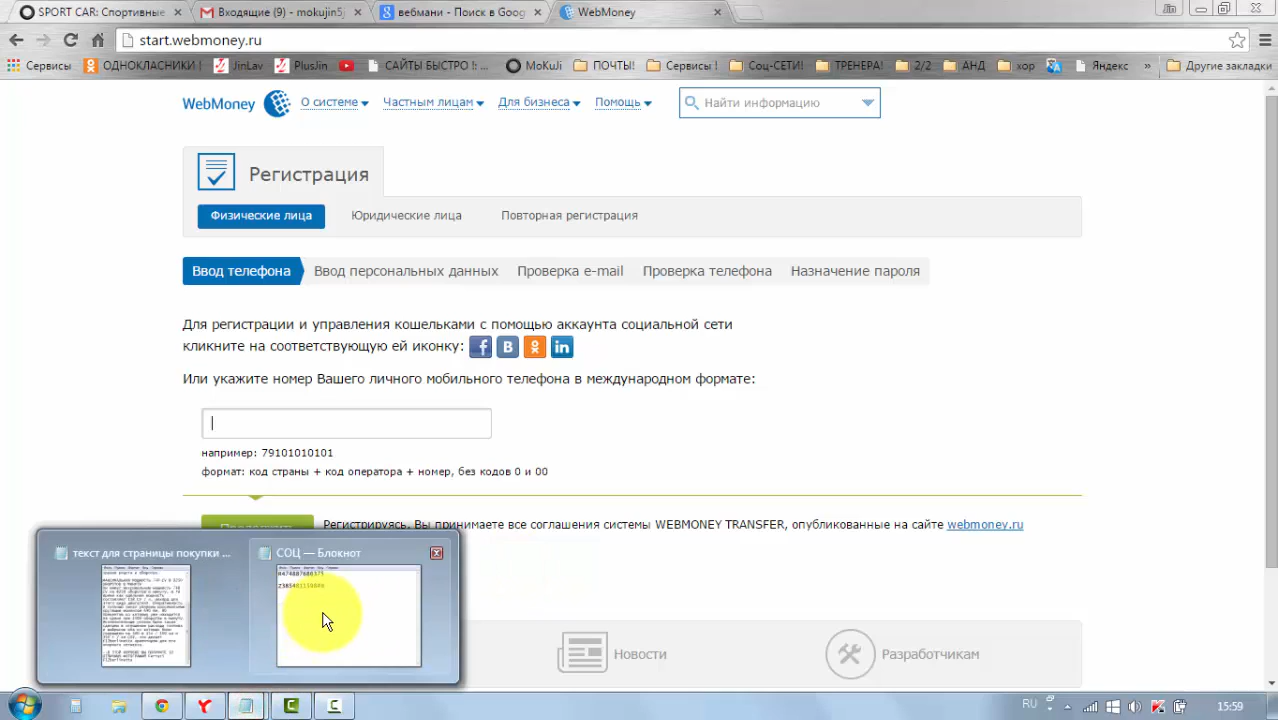 SPORT CAR: Спортивные
Входящие (9) - mokujin5j
вебмани - Поиск в Goog
WebMoney
start.webmoney.ru
Сервисы
ОДНОКЛАСНИКИ !
JinLav
PlusJin
САЙТЫ БЫСТРО !: ...
MoKuJi
ПОЧТЫ!
Сервисы !
Соц-СЕТИ!
ТРЕНЕРА!
2/2
АНД
хор
Яндекс
»
Другие закладки
WebMoney
О системе
Частным лицам
Для бизнеса
Помощь
Найти информацию
Регистрация
Физические лица
Юридические лица
Повторная регистрация
Ввод телефона
Ввод персональных данных
Проверка e-mail
Проверка телефона
Назначение пароля
Для регистрации и управления кошельками с помощью аккаунта социальной сети
кликните на соответствующую ей иконку:
Или укажите номер Вашего личного мобильного телефона в международном формате:
например: 79101010101
формат: код страны + код оператора + номер, без кодов 0 и 00
Продолжить
Регистрируясь, Вы принимаете все соглашения системы WEBMONEY TRANSFER, опубликованные на сайте webmoney.ru
текст для страницы покупки ...
СОЦ — Блокнот
Новости
Разработчикам
RU
15:59